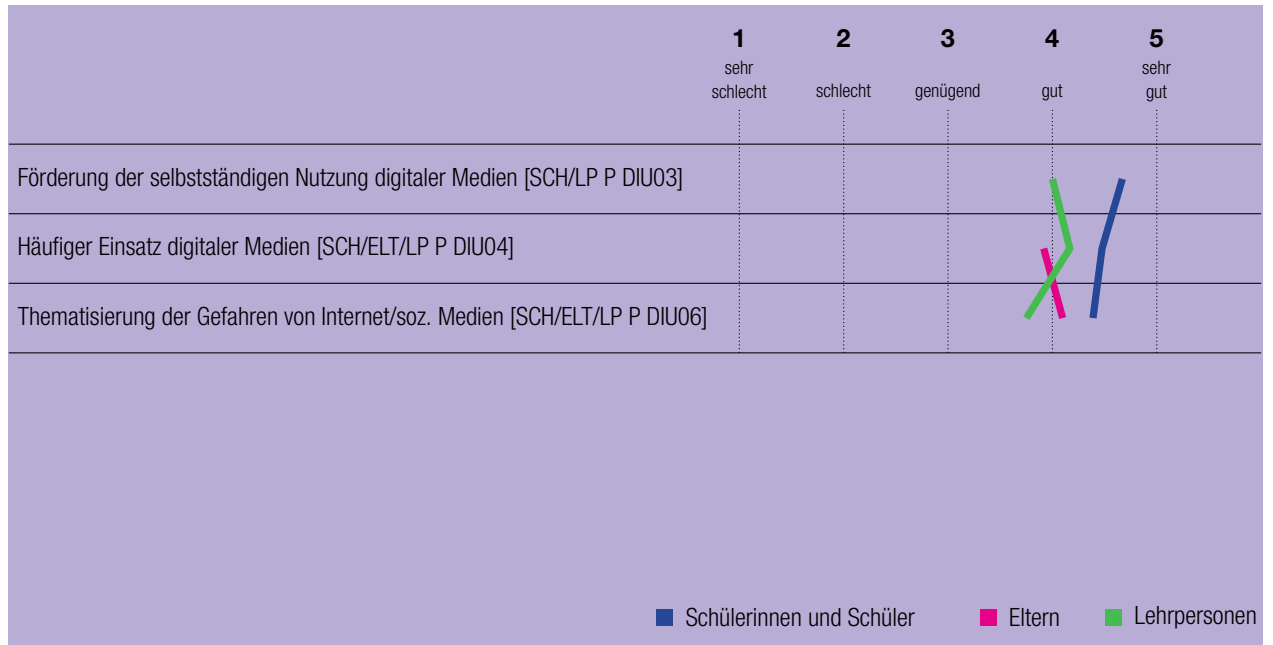 1 2 3 4 5
sehr schlecht schlecht genügend gut sehr gut
Förderung der selbstständigen Nutzung digitaler Medien [SCH/LP P DIU03]
Häufiger Einsatz digitaler Medien [SCH/ELT/LP P DIU04]
Thematisierung der Gefahren von Internet/soz. Medien [SCH/ELT/LP P DIU06]
Schülerinnen und Schüler Eltern Lehrpersonen